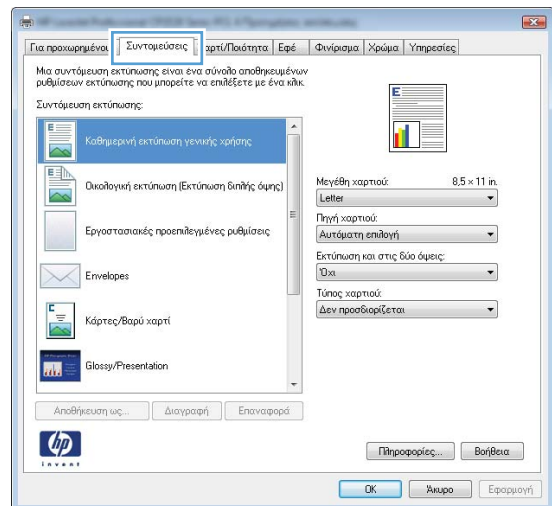 Για προχωρημένοι Συντομεύσεις αρτί/Ποιότητα Εφέ Φινίρισμα Χρώμα Υπηρεσίες
Μια συντόμευση εκτύπωσης είναι ένα σύνολο αποθηκευμένων
ρυθμίσεων εκτύπωσης που μπορείτε να επιλέξετε με ένα κλικ.
Συντόμευση εκτύπωσης:
Καθημερινή εκτύπωση γενικής χρήσης
Οικολογική εκτύπωση (Εκτύπωση διπλής όψης)
Εργοστασιακές προεπιλεγμένες ρυθμίσεις
Envelopes
Κάρτες/Βαρύ χαρτί
Glossy/Presentation
Αποθήκευση ως... Διαγραφή Επαναφορά
E
Μεγέθη χαρτιού: 8,5 × 11 in.
Letter
Πηγή χαρτιού:
Αυτόματη επιλογή
Εκτύπωση και στις δύο όψεις:
Όχι
Τύπος χαρτιού:
Δεν προσδιορίζεται
hp
invent
Πληροφορίες... Βοήθεια
OK Άκυρο Εφαρμογή